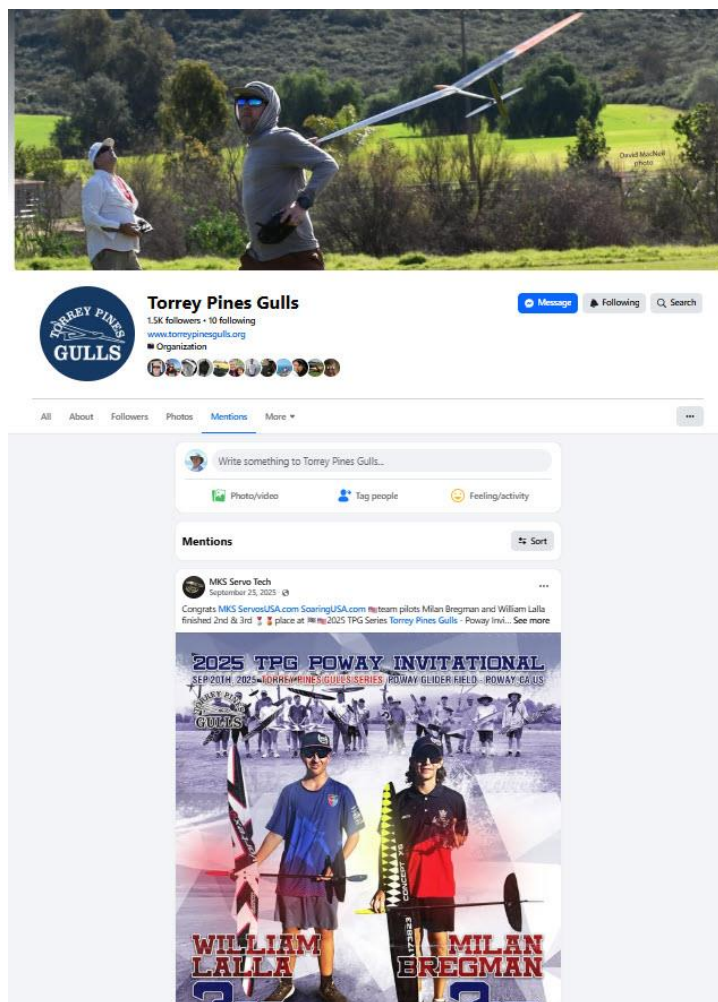 David MacNeil
photo
TORREY PINES
GULLS
Torrey Pines Gulls
1.5K followers • 10 following
www.torreypinesgulls.org
Organization
Message
Following
Search
All
About
Followers
Photos
Mentions
More
Write something to Torrey Pines Gulls...
Photo/video
Tag people
Feeling/activity
Mentions
Sort
MKS Servo Tech
September 25, 2025
Congrats MKS ServosUSA.com SoaringUSA.com team pilots Milan Bregman and William Lalla
finished 2nd & 3rd place at 2025 TPG Series Torrey Pines Gulls - Poway Invi... See more
2025 TPG POWAY INVITATIONAL
SEP 20TH, 2025 TORREY PINES GULLS SERIES POWAY GLIDER FIELD - POWAY CA US
TORREY PINES
GULLS
CONCEPT X5
173823
WILLIAM
LALLA
MILAN
BREGMAN